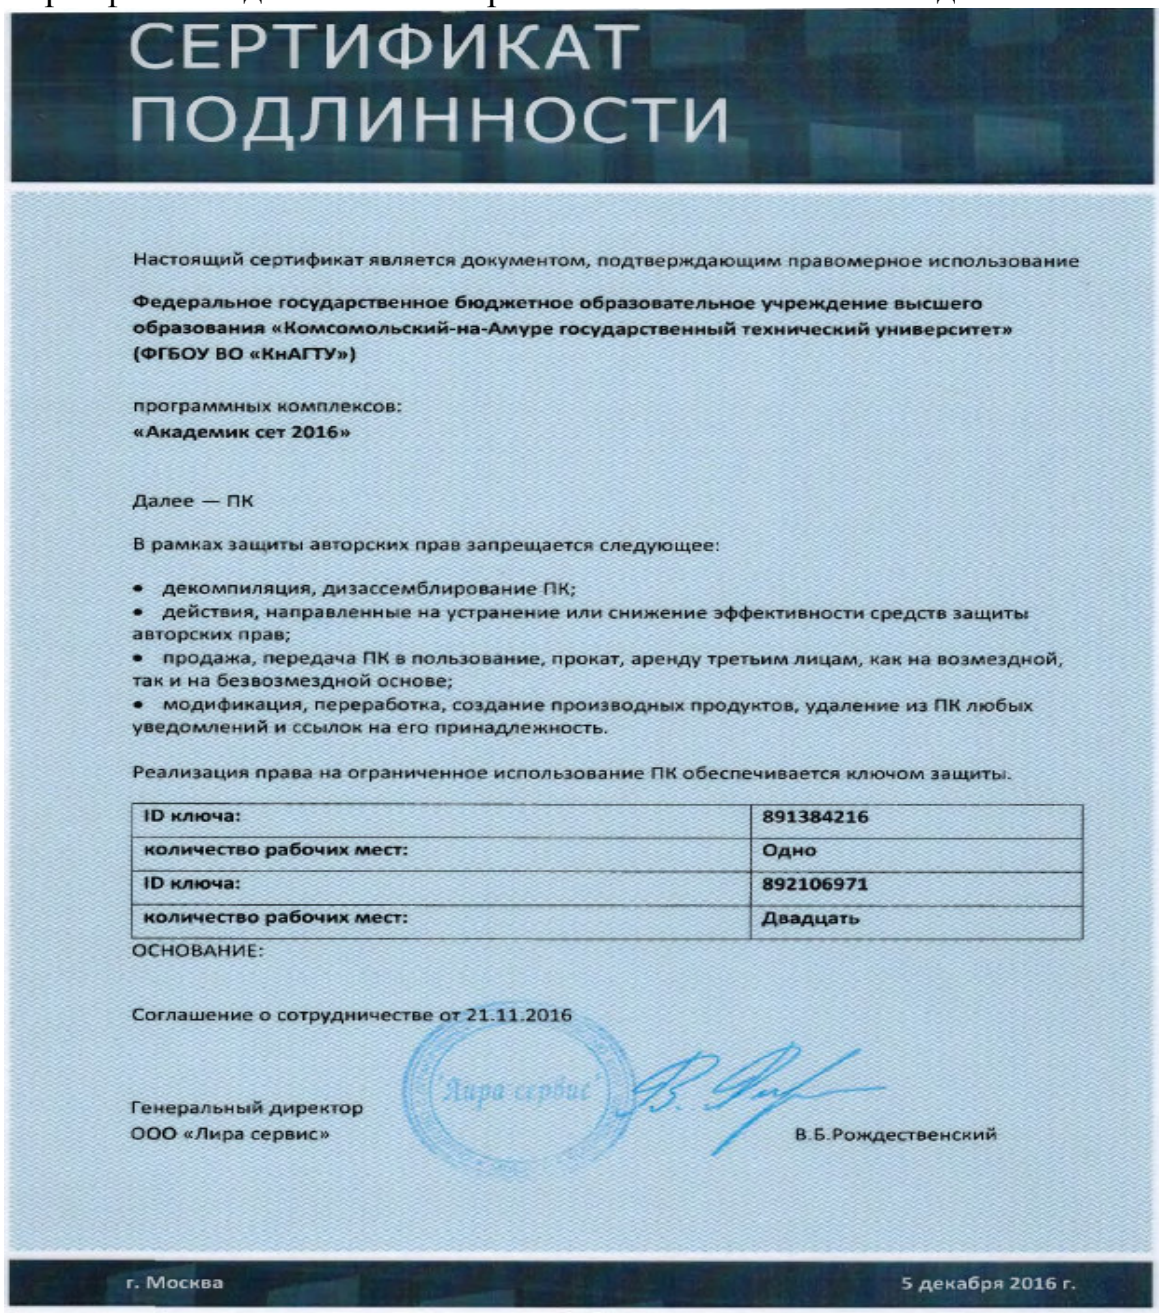 СЕРТИФИКАТ
ПОДЛИННОСТИ
Настоящий сертификат является документом, подтверждающим правомерное использование
Федеральное государственное бюджетное образовательное учреждение высшего
образования «Комсомольский-на-Амуре государственный технический университет»
(ФГБОУ ВО «КнАГТУ»)
программных комплексов:
«Академик сет 2016»
Далее — ПК
В рамках защиты авторских прав запрещается следующее:
• декомпиляция, дизассемблирование ПК;
• действия, направленные на устранение или снижение эффективности средств защиты
авторских прав;
• продажа, передача ПК в пользование, прокат, аренду третьим лицам, как на возмездной,
так и на безвозмездной основе;
• модификация, переработка, создание производных продуктов, удаление из ПК любых
уведомлений и ссылок на его принадлежность.
Реализация права на ограниченное использование ПК обеспечивается ключом защиты.
ID ключа: 891384216
количество рабочих мест: Одно
ID ключа: 892106971
количество рабочих мест: Двадцать
ОСНОВАНИЕ:
Соглашение о сотрудничестве от 21.11.2016
"Лира сервис"
Генеральный директор
ООО «Лира сервис» В.Б.Рождественский
г. Москва 5 декабря 2016 г.